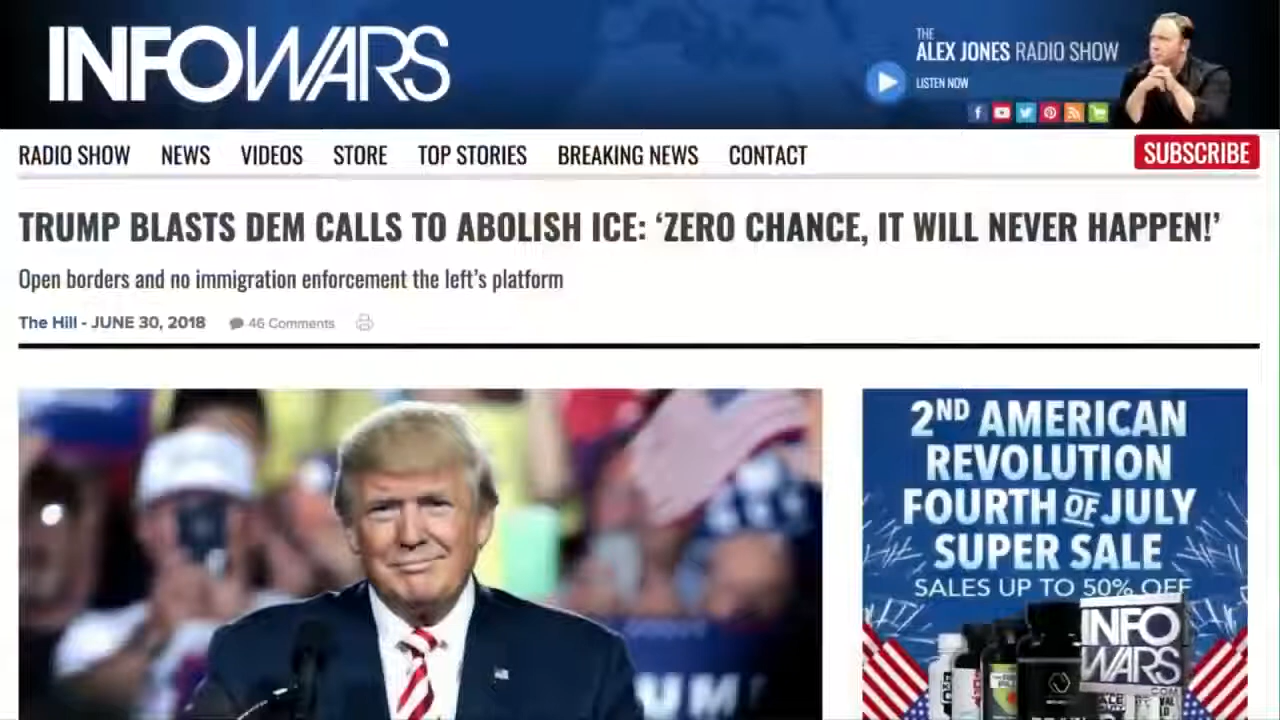 INFOWARS
THE
ALEX JONES RADIO SHOW
LISTEN NOW
RADIO SHOW NEWS VIDEOS STORE TOP STORIES BREAKING NEWS CONTACT SUBSCRIBE
TRUMP BLASTS DEM CALLS TO ABOLISH ICE: ‘ZERO CHANCE, IT WILL NEVER HAPPEN!’
Open borders and no immigration enforcement the left’s platform
The Hill - JUNE 30, 2018 46 Comments
2ND AMERICAN
REVOLUTION
FOURTH OF JULY
SUPER SALE
SALES UP TO 50% OFF
INFO
WARS
.COM